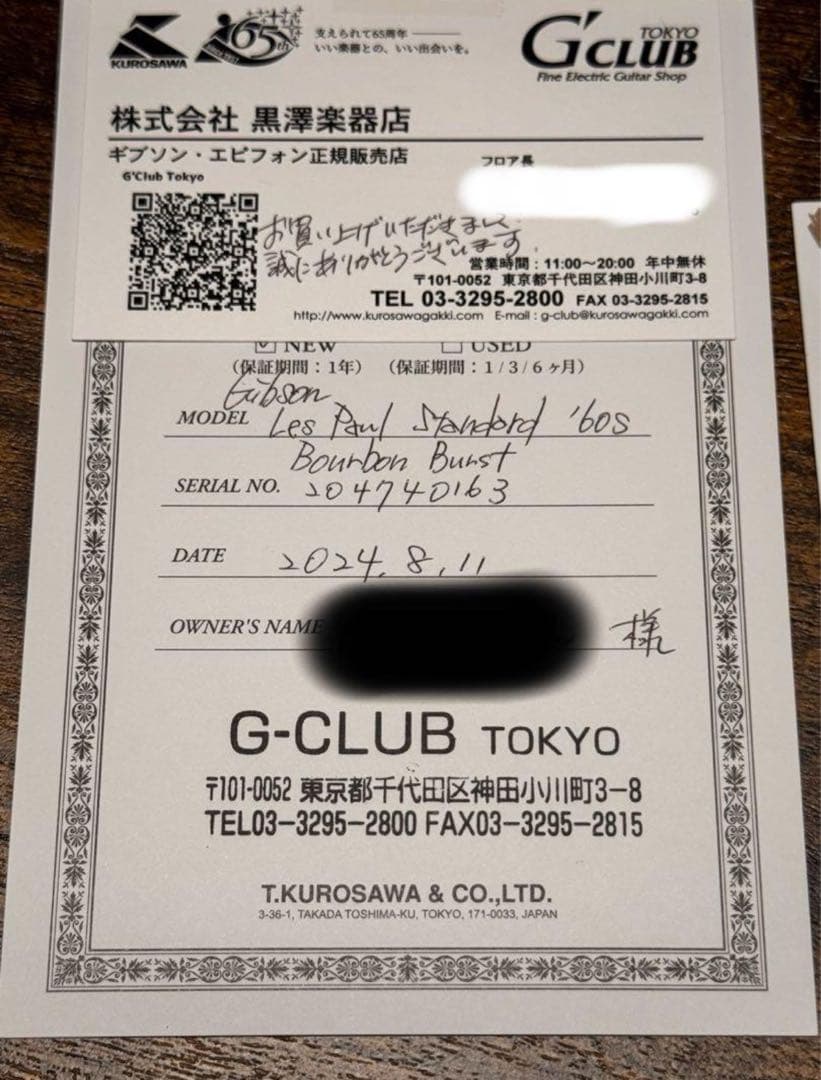 KUROSAWA
65th
支えられて65周年
いい楽器との、いい出会いを。
G'CLUB TOKYO
Fine Electric Guitar Shop
株式会社 黒澤楽器店
ギブソン・エピフォン正規販売店
フロア長
G'Club Tokyo
お買い上げいただきまして、
誠にありがとうございます。
営業時間：11:00～20:00 年中無休
〒101-0052 東京都千代田区神田小川町3-8
TEL 03-3295-2800 FAX 03-3295-2815
http://www.kurosawagakki.com E-mail : g-club@kurosawagakki.com
NEW USED
(保証期間：1年) (保証期間：1/3/6ヶ月)
Gibson
MODEL Les Paul Standard '60s
Bourbon Burst
SERIAL NO. 204740163
DATE 2024.8.11
OWNER'S NAME 様
G-CLUB TOKYO
〒101-0052 東京都千代田区神田小川町3-8
TEL03-3295-2800 FAX03-3295-2815
T.KUROSAWA & CO.,LTD.
3-36-1, TAKADA TOSHIMA-KU, TOKYO, 171-0033, JAPAN